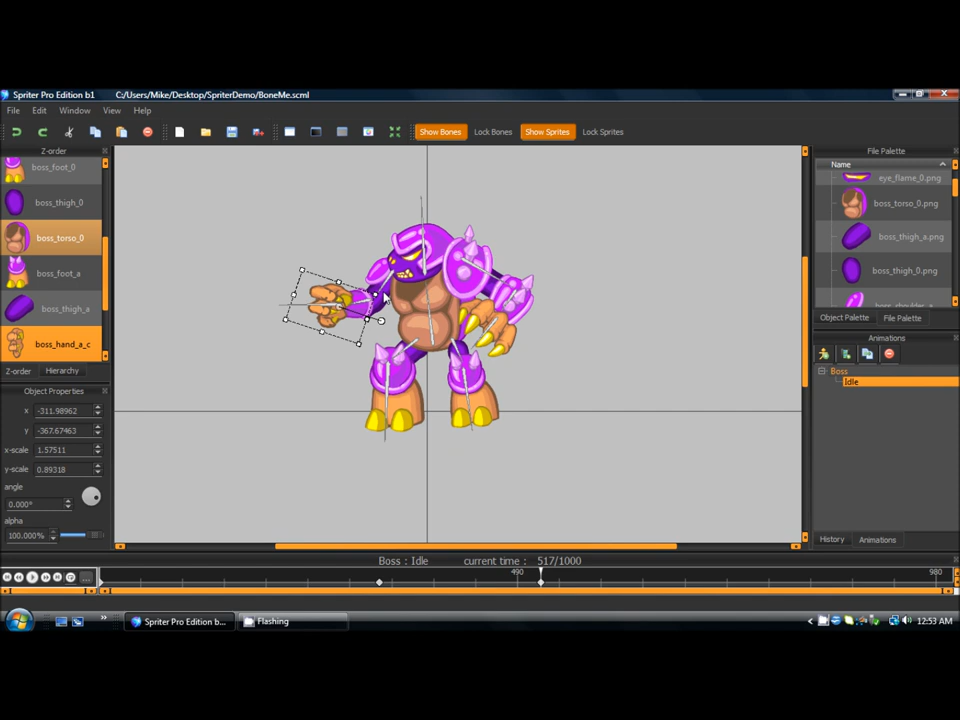 Spriter Pro Edition b1 C:/Users/Mike/Desktop/SpriterDemo/BoneMe.scml
File Edit Window View Help
Show Bones Lock Bones Show Sprites Lock Sprites
Z-order
boss_foot_0
boss_thigh_0
boss_torso_0
boss_foot_a
boss_thigh_a
boss_hand_a_c
Z-order Hierarchy
Object Properties
x -311.98962
y -367.67463
x-scale 1.57511
y-scale 0.89318
angle
0.000°
alpha
100.000%
File Palette
Name
eye_flame_0.png
boss_torso_0.png
boss_thigh_a.png
boss_thigh_0.png
Object Palette File Palette
Animations
Boss
Idle
History Animations
Boss : Idle current time : 517/1000
490 980
Spriter Pro Edition b... Flashing 12:53 AM